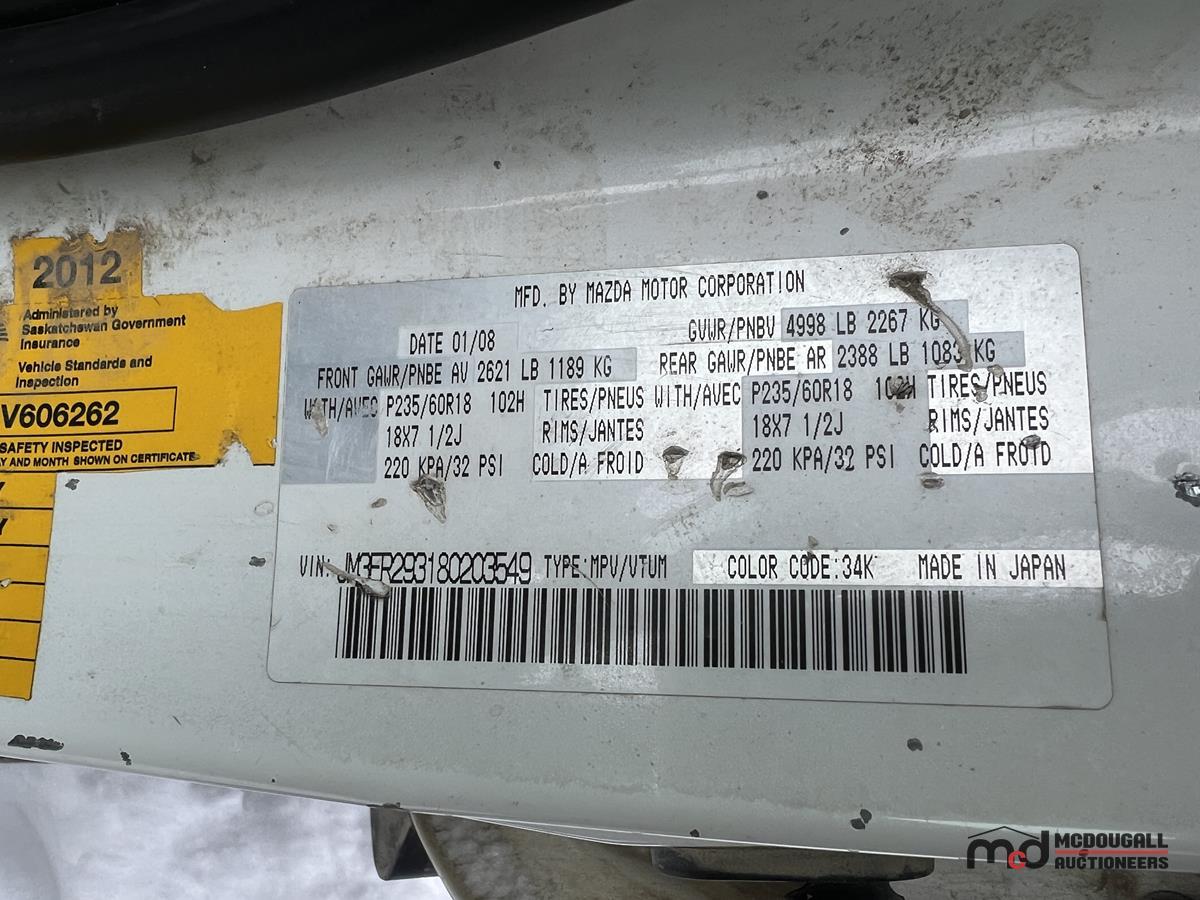 2012
Administered by
Saskatchewan Government
Insurance
Vehicle Standards and
Inspection
V606262
SAFETY INSPECTED
AY AND MONTH SHOWN ON CERTIFICATE
Y
Y
MFD. BY MAZDA MOTOR CORPORATION
DATE 01/08 GVWR/PNBV 4998 LB 2267 KG
FRONT GAWR/PNBE AV 2621 LB 1189 KG REAR GAWR/PNBE AR 2388 LB 1083 KG
WITH/AVEC P235/60R18 102H TIRES/PNEUS WITH/AVEC P235/60R18 102H TIRES/PNEUS
18X7 1/2J RIMS/JANTES 18X7 1/2J RIMS/JANTES
220 KPA/32 PSI COLD/A FROID 220 KPA/32 PSI COLD/A FROID
VIN: JM3ER293180203549 TYPE:MPV/VTUM COLOR CODE:34K MADE IN JAPAN
mcd MCDOUGALL
AUCTIONEERS